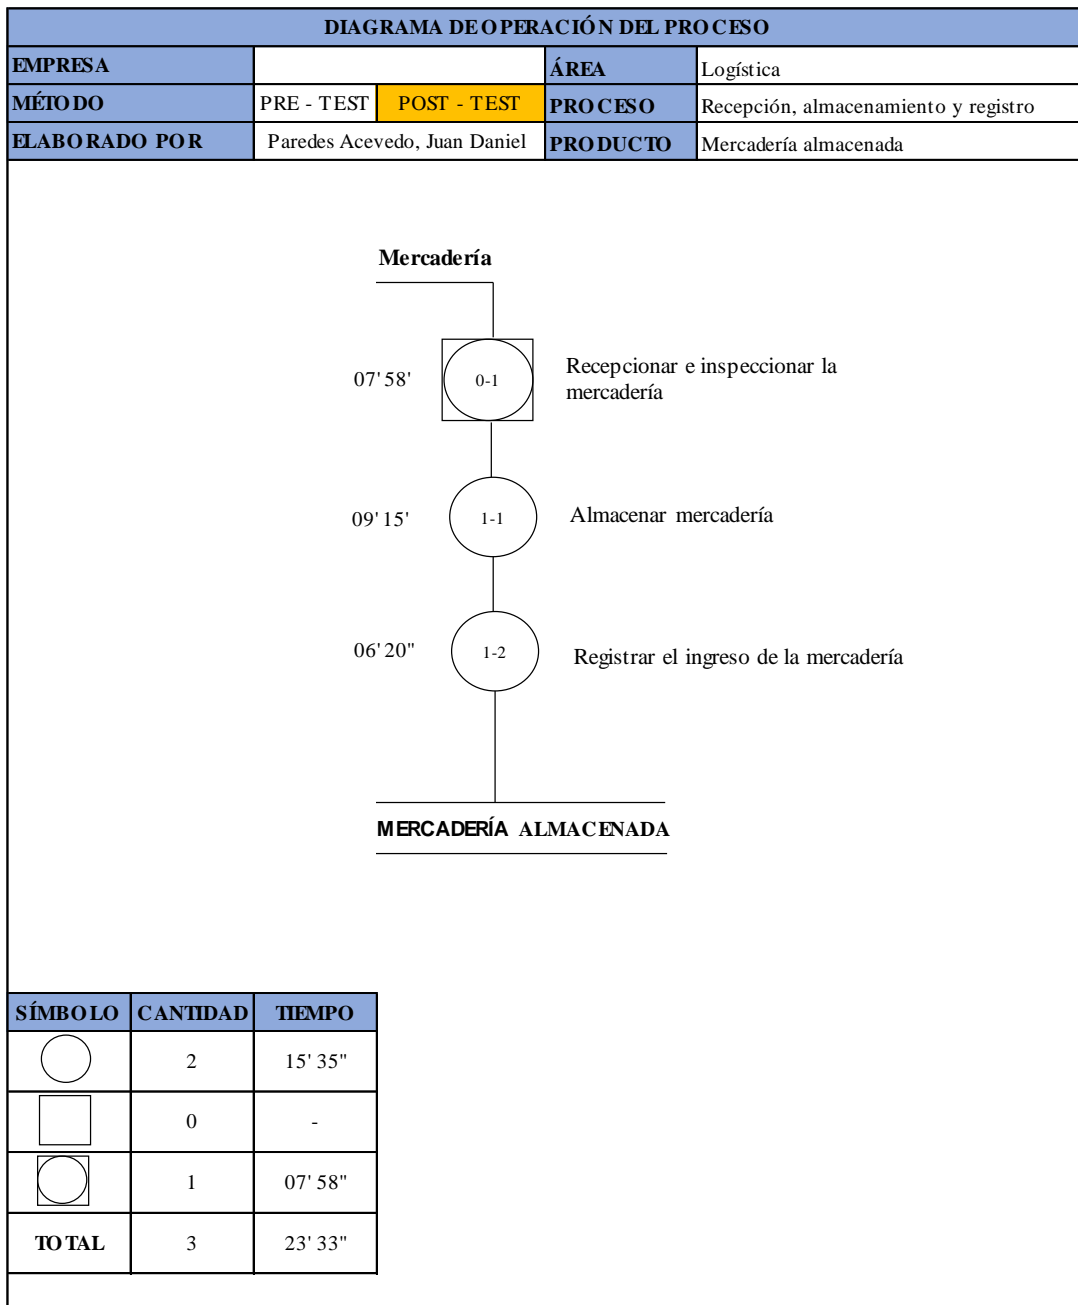 DIAGRAMA DE OPERACIÓN DEL PROCESO
EMPRESA ÁREA Logística
MÉTODO PRE - TEST POST - TEST PROCESO Recepción, almacenamiento y registro
ELABORADO POR Paredes Acevedo, Juan Daniel PRODUCTO Mercadería almacenada
Mercadería
07'58' 0-1 Recepcionar e inspeccionar la
mercadería
09'15' 1-1 Almacenar mercadería
06'20" 1-2 Registrar el ingreso de la mercadería
MERCADERÍA ALMACENADA
SÍMBOLO CANTIDAD TIEMPO
2 15'35"
0 -
1 07'58"
TOTAL 3 23'33"